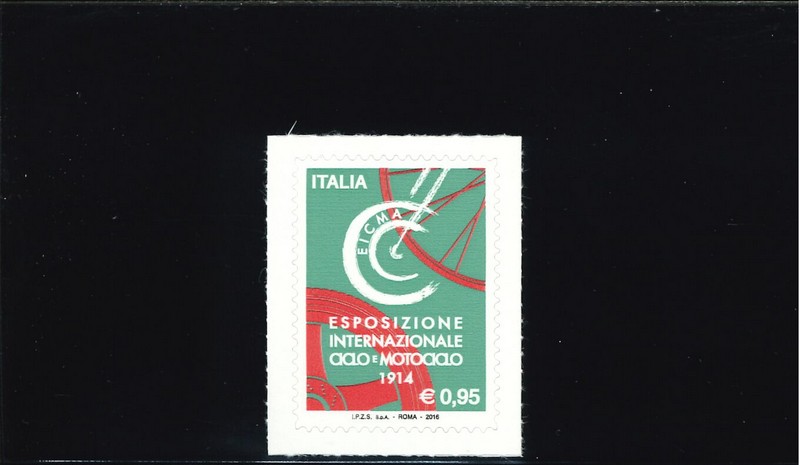 ITALIA
EICMA
ESPOSIZIONE
INTERNAZIONALE
CICLO E MOTOCICLO
1914
€ 0,95
I.P.Z.S. S.p.A. - ROMA - 2016